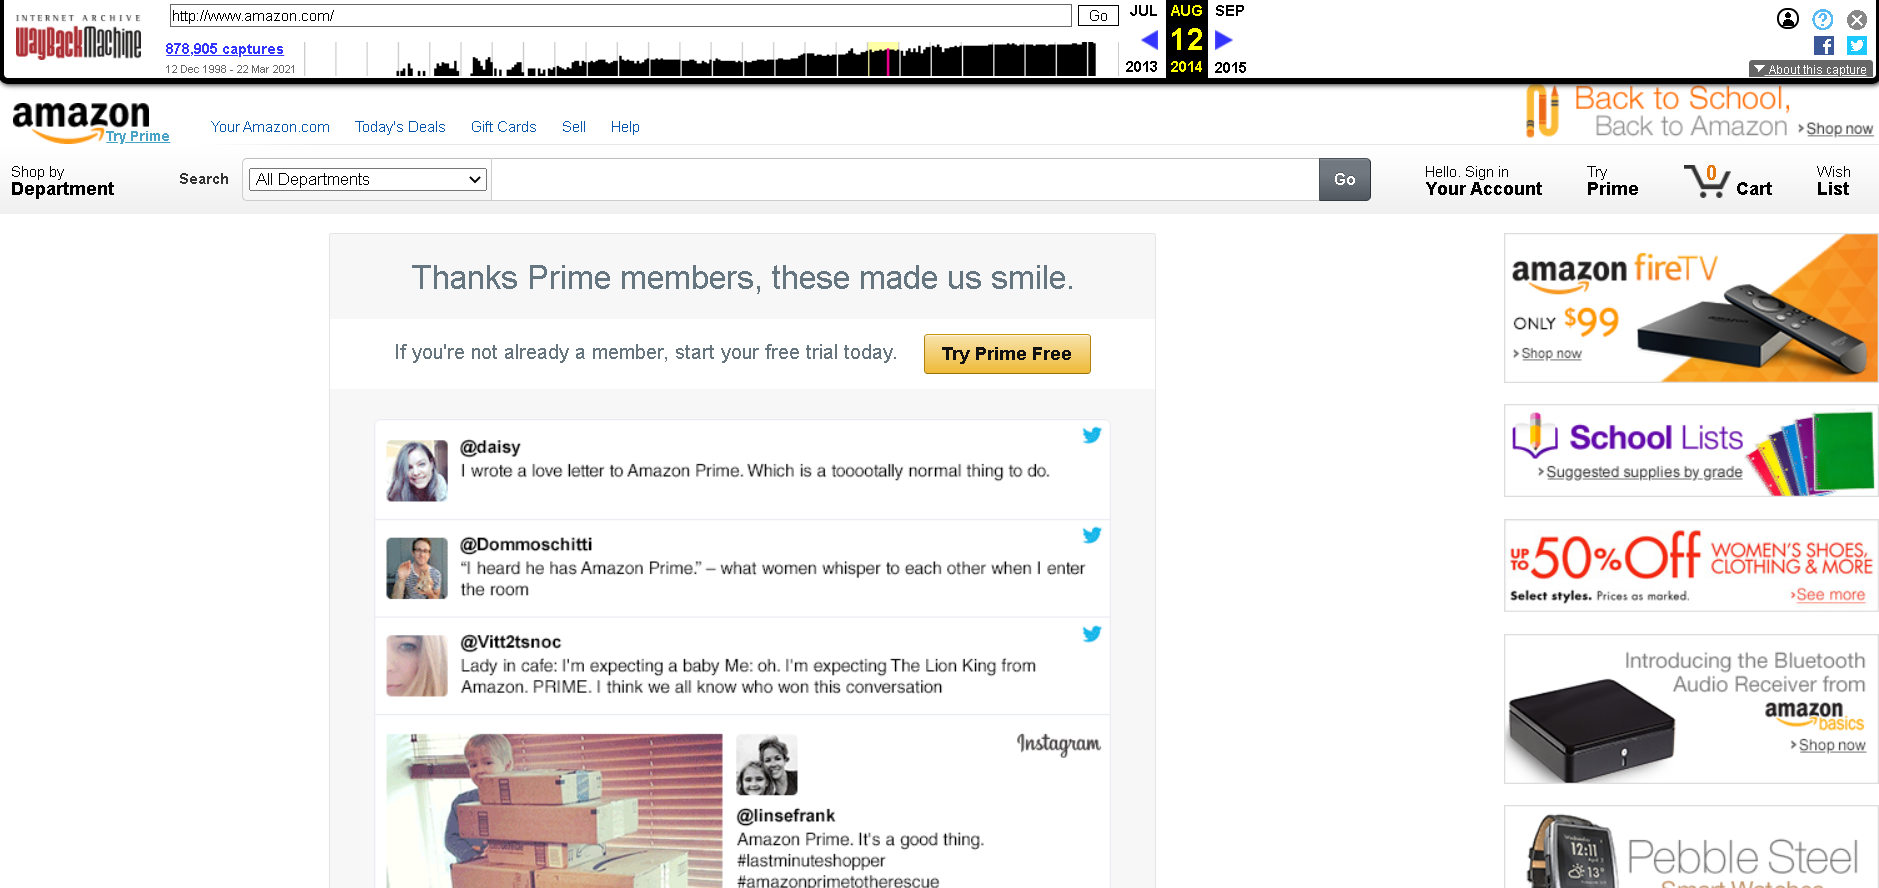 INTERNET ARCHIVE
WayBackMachine
http://www.amazon.com/
Go
JUL
AUG
SEP
878,905 captures
12
12 Dec 1998 - 22 Mar 2021
2013
2014
2015
About this capture
amazon
Try Prime
Your Amazon.com
Today's Deals
Gift Cards
Sell
Help
Back to School,
Back to Amazon
Shop now
Shop by
Department
Search
All Departments
Go
Hello. Sign in
Your Account
Try
Prime
0
Cart
Wish
List
Thanks Prime members, these made us smile.
If you're not already a member, start your free trial today.
Try Prime Free
@daisy
I wrote a love letter to Amazon Prime. Which is a tooootally normal thing to do.
@Dommoschitti
“I heard he has Amazon Prime.” – what women whisper to each other when I enter
the room
@Vitt2tsnoc
Lady in cafe: I'm expecting a baby Me: oh. I'm expecting The Lion King from
Amazon. PRIME. I think we all know who won this conversation
Instagram
@linsefrank
Amazon Prime. It's a good thing.
#lastminuteshopper
#amazonprimetotherescue
amazon fireTV
ONLY $99
Shop now
School Lists
Suggested supplies by grade
UP TO 50% Off WOMEN'S SHOES,
CLOTHING & MORE
Select styles. Prices as marked.
See more
Introducing the Bluetooth
Audio Receiver from
amazon
basics
Shop now
12:11
13°
Pebble Steel
Smart Watches